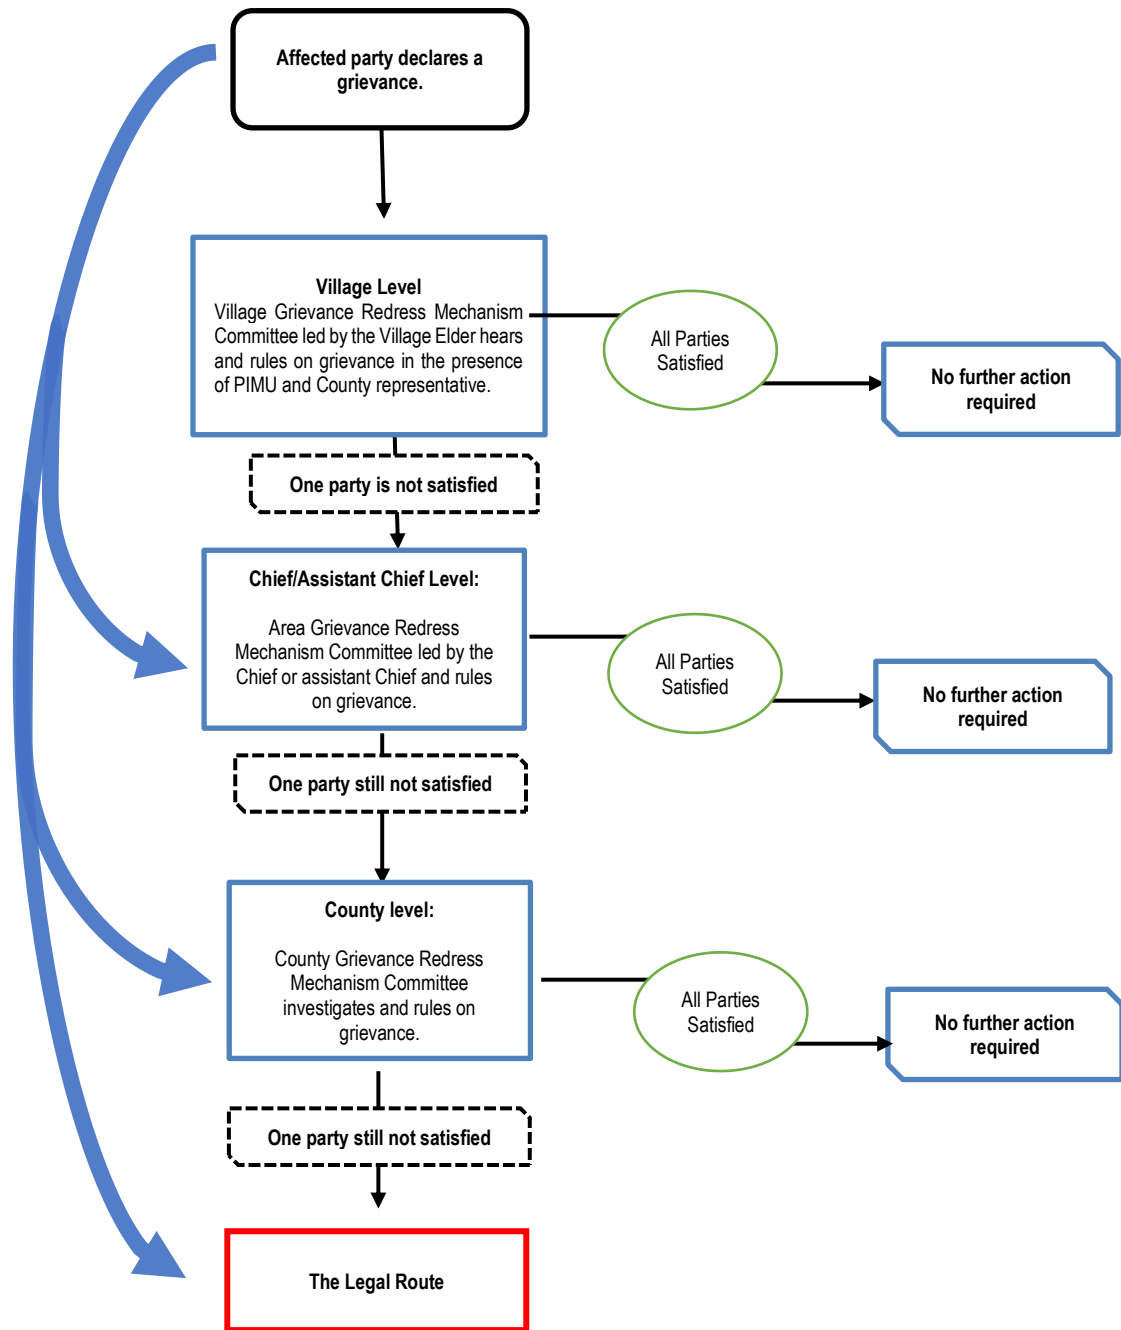 Affected party declares a
grievance.
Village Level
Village Grievance Redress Mechanism
Committee led by the Village Elder hears
and rules on grievance in the presence
of PIMU and County representative.
All Parties
Satisfied
No further action
required
One party is not satisfied
Chief/Assistant Chief Level:
Area Grievance Redress
Mechanism Committee led by the
Chief or assistant Chief and rules
on grievance.
All Parties
Satisfied
No further action
required
One party still not satisfied
County level:
County Grievance Redress
Mechanism Committee
investigates and rules on
grievance.
All Parties
Satisfied
No further action
required
One party still not satisfied
The Legal Route